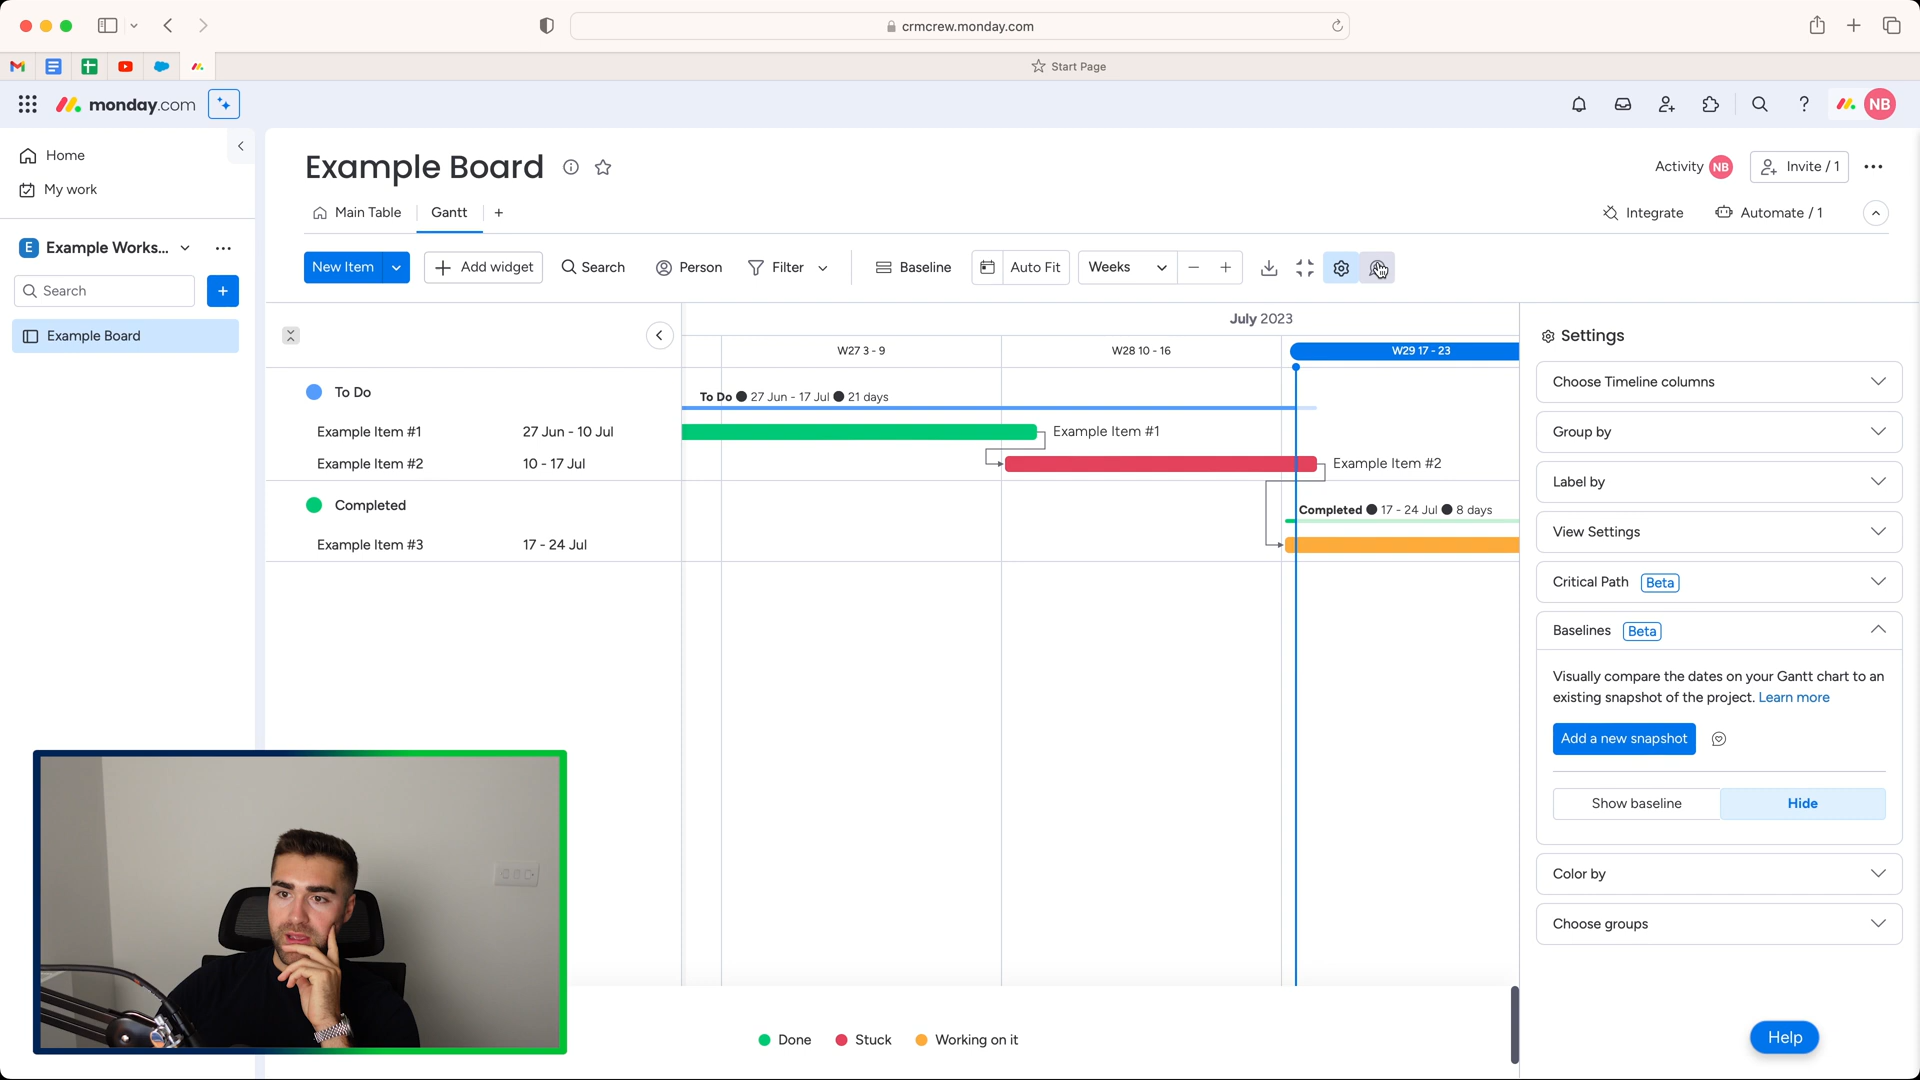 crmcrew.monday.com
Start Page
monday.com
NB
Home
My work
E Example Works...
Search
Example Board
Example Board
Activity NB
Invite / 1
Main Table
Gantt
Integrate
Automate / 1
New Item
Add widget
Search
Person
Filter
Baseline
Auto Fit
Weeks
July 2023
W27 3 - 9
W28 10 - 16
W29 17 - 23
To Do
To Do ● 27 Jun - 17 Jul ● 21 days
Example Item #1
27 Jun - 10 Jul
Example Item #1
Example Item #2
10 - 17 Jul
Example Item #2
Completed
Completed ● 17 - 24 Jul ● 8 days
Example Item #3
17 - 24 Jul
Done
Stuck
Working on it
Settings
Choose Timeline columns
Group by
Label by
View Settings
Critical Path Beta
Baselines Beta
Visually compare the dates on your Gantt chart to an
existing snapshot of the project. Learn more
Add a new snapshot
Show baseline
Hide
Color by
Choose groups
Help